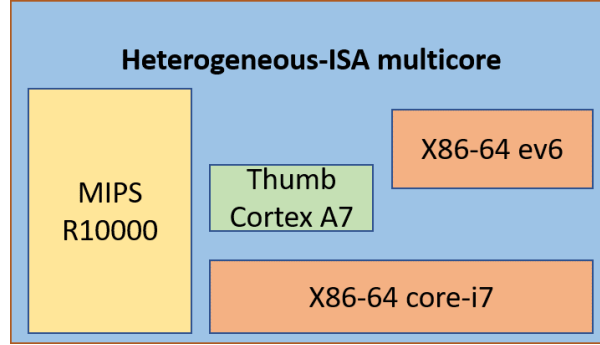 Heterogeneous-ISA multicore
MIPS
R10000
Thumb
Cortex A7
X86-64 ev6
X86-64 core-i7